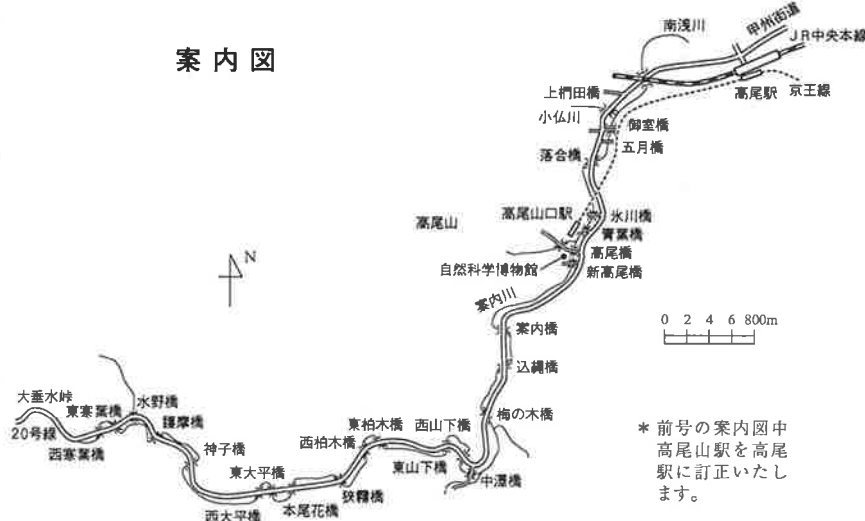 案内図
南浅川
甲州街道
JR中央本線
上椚田橋
高尾駅
京王線
小仏川
御室橋
五月橋
落合橋
高尾山
高尾山口駅
氷川橋
青葉橋
高尾橋
自然科学博物館
新高尾橋
N
案内川
0 2 4 6 800m
案内橋
込縄橋
大垂水峠
水野橋
東寒葉橋
護摩橋
20号線
西寒葉橋
神子橋
東柏木橋
西山下橋
梅の木橋
西柏木橋
東大平橋
東山下橋
中澤橋
狭霧橋
本尾花橋
西大平橋
* 前号の案内図中
高尾山駅を高尾
駅に訂正いたし
ます。